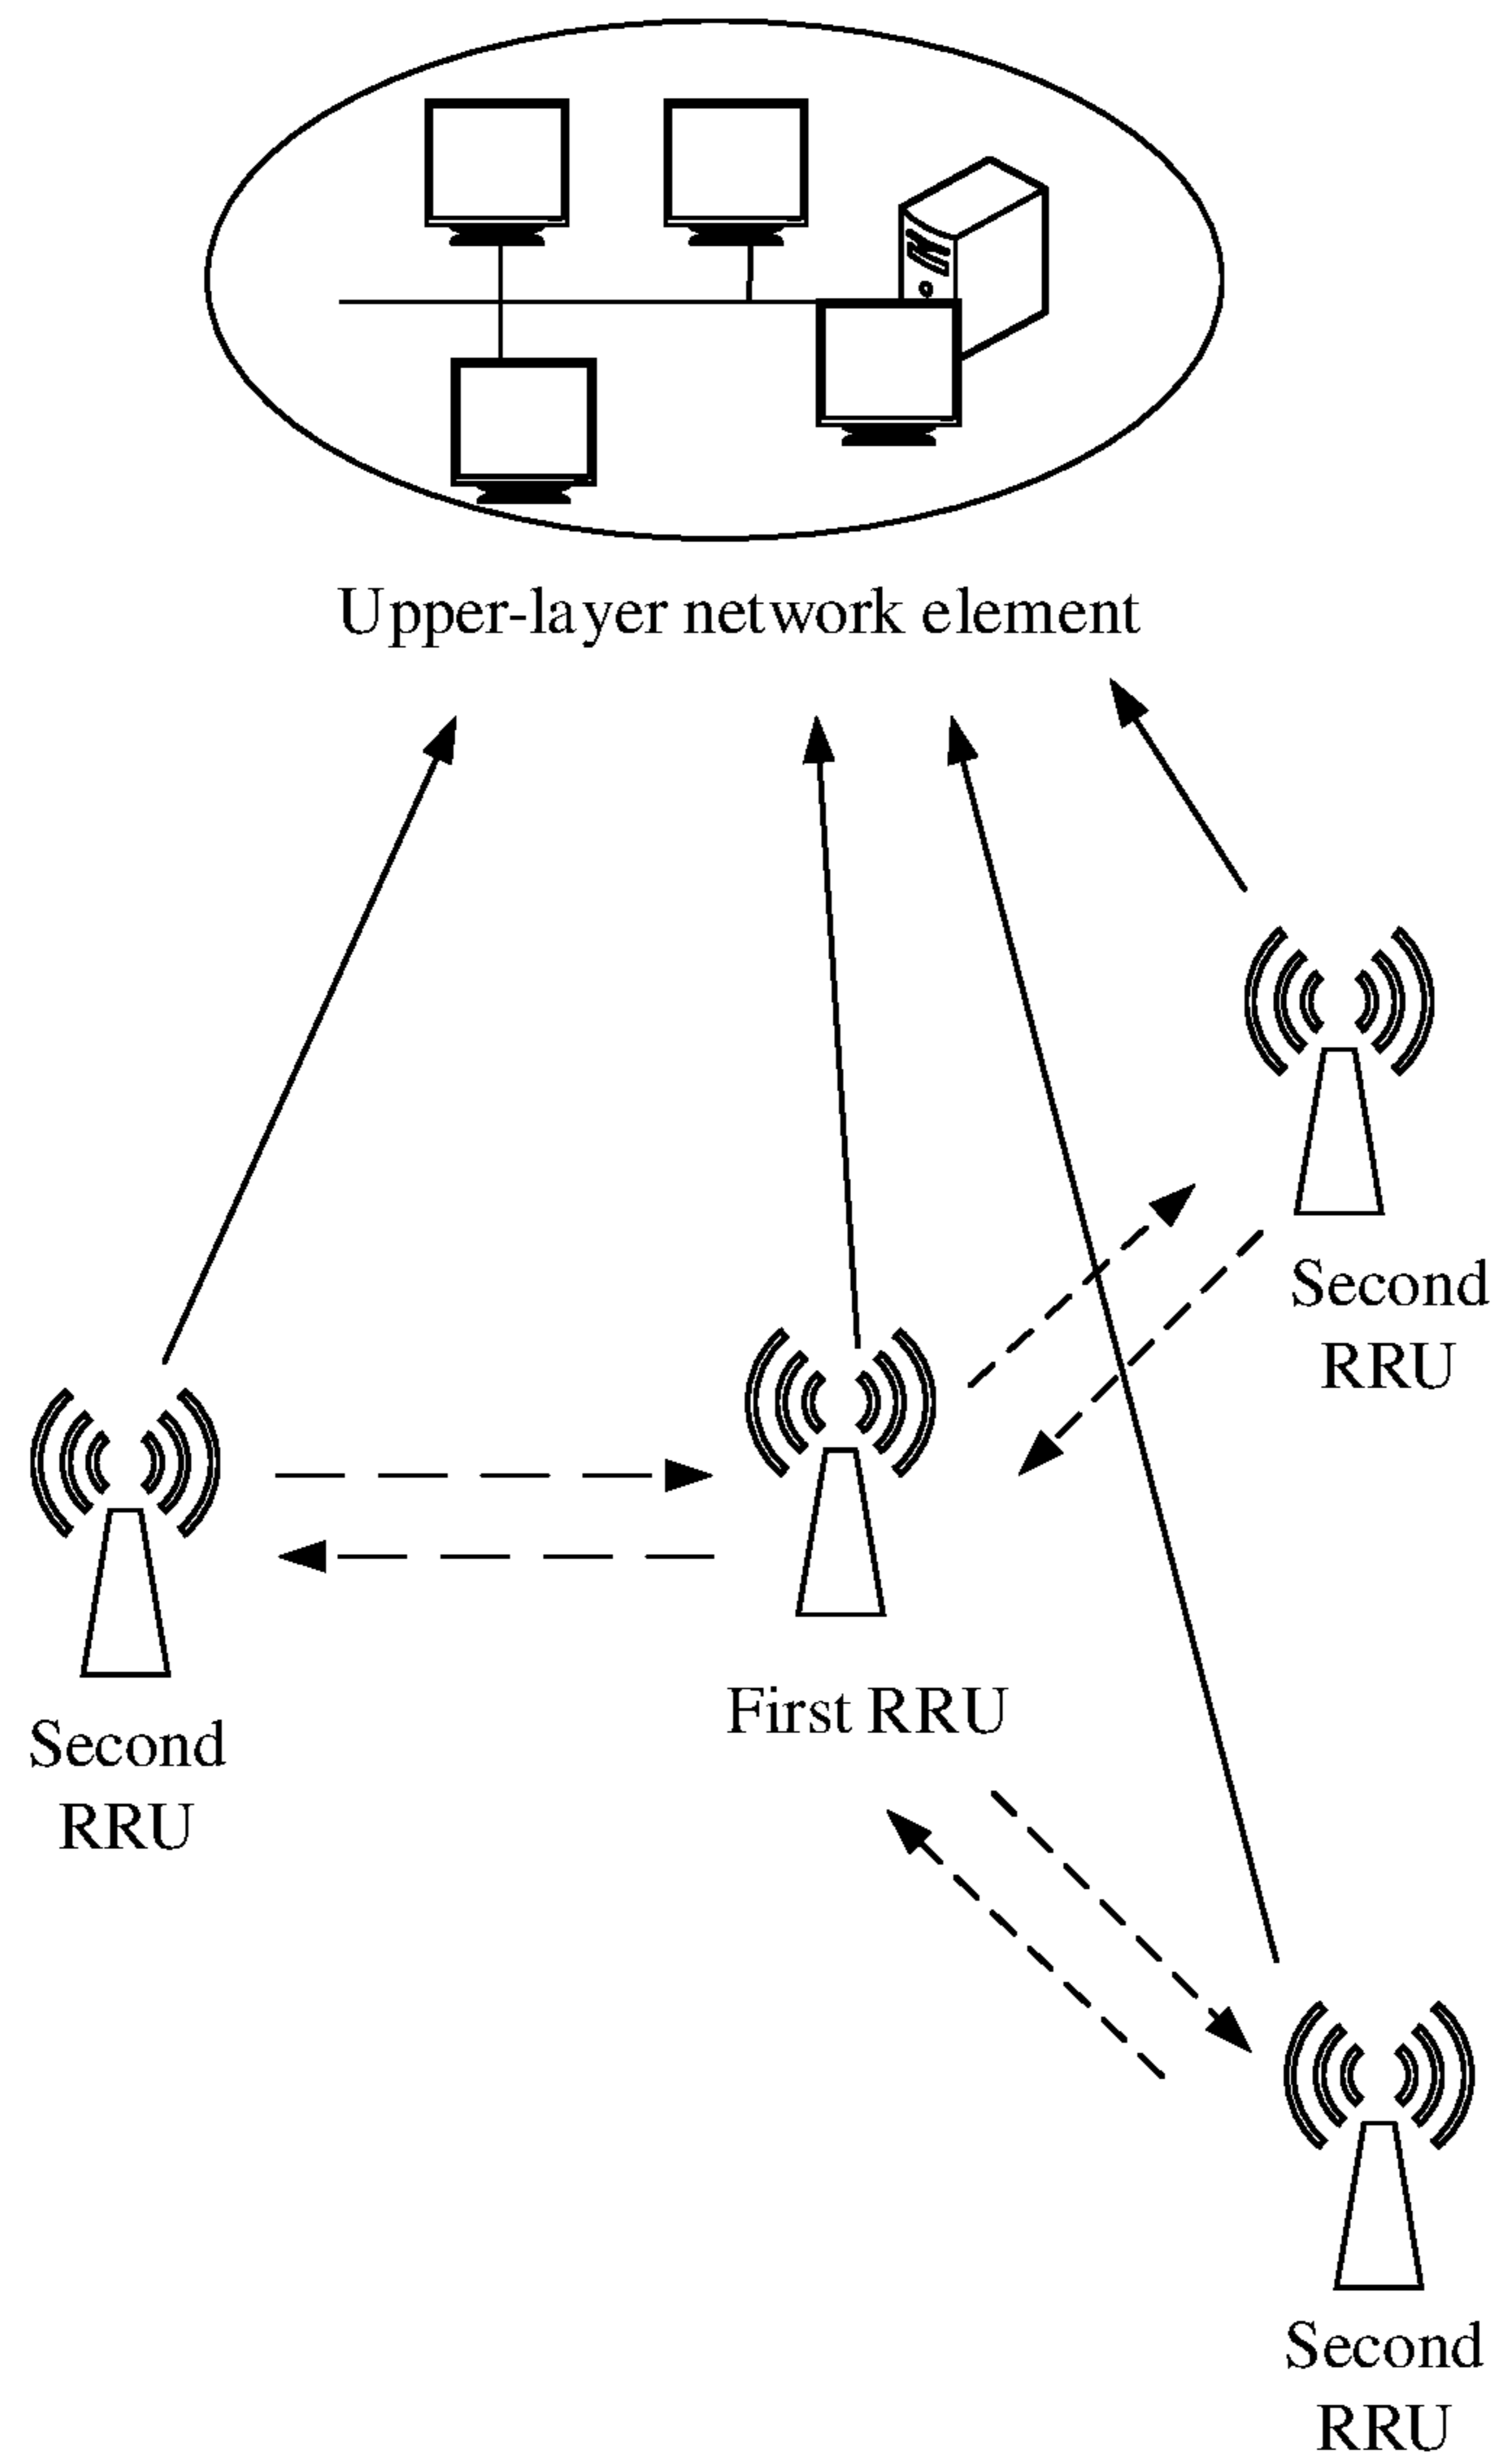 Upper-layer network element
Second
RRU
First RRU
Second
RRU
Second
RRU